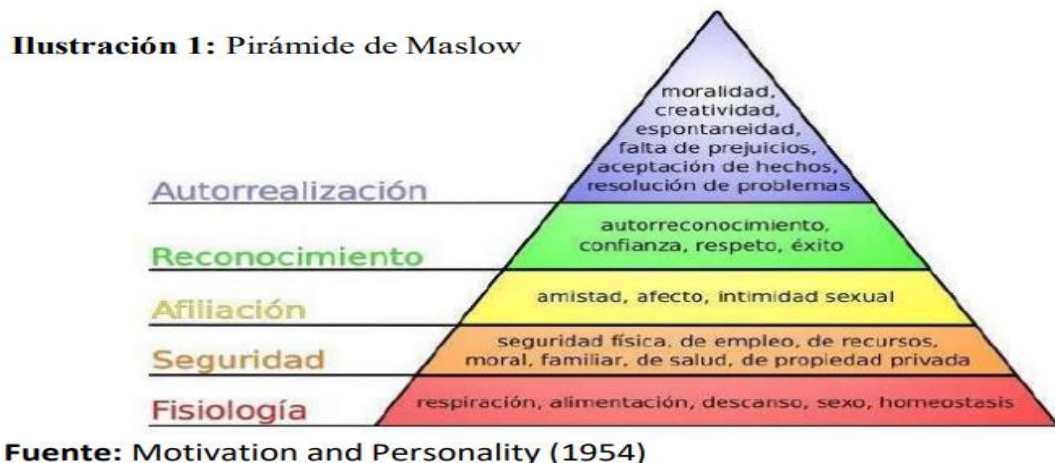 Ilustración 1: Pirámide de Maslow
moralidad,
creatividad,
espontaneidad,
falta de prejuicios,
aceptación de hechos,
resolución de problemas
Autorrealización
autorreconocimiento,
confianza, respeto, éxito
Reconocimiento
amistad, afecto, intimidad sexual
Afiliación
seguridad física, de empleo, de recursos,
moral, familiar, de salud, de propiedad privada
Seguridad
respiración, alimentación, descanso, sexo, homeostasis
Fisiología
Fuente: Motivation and Personality (1954)